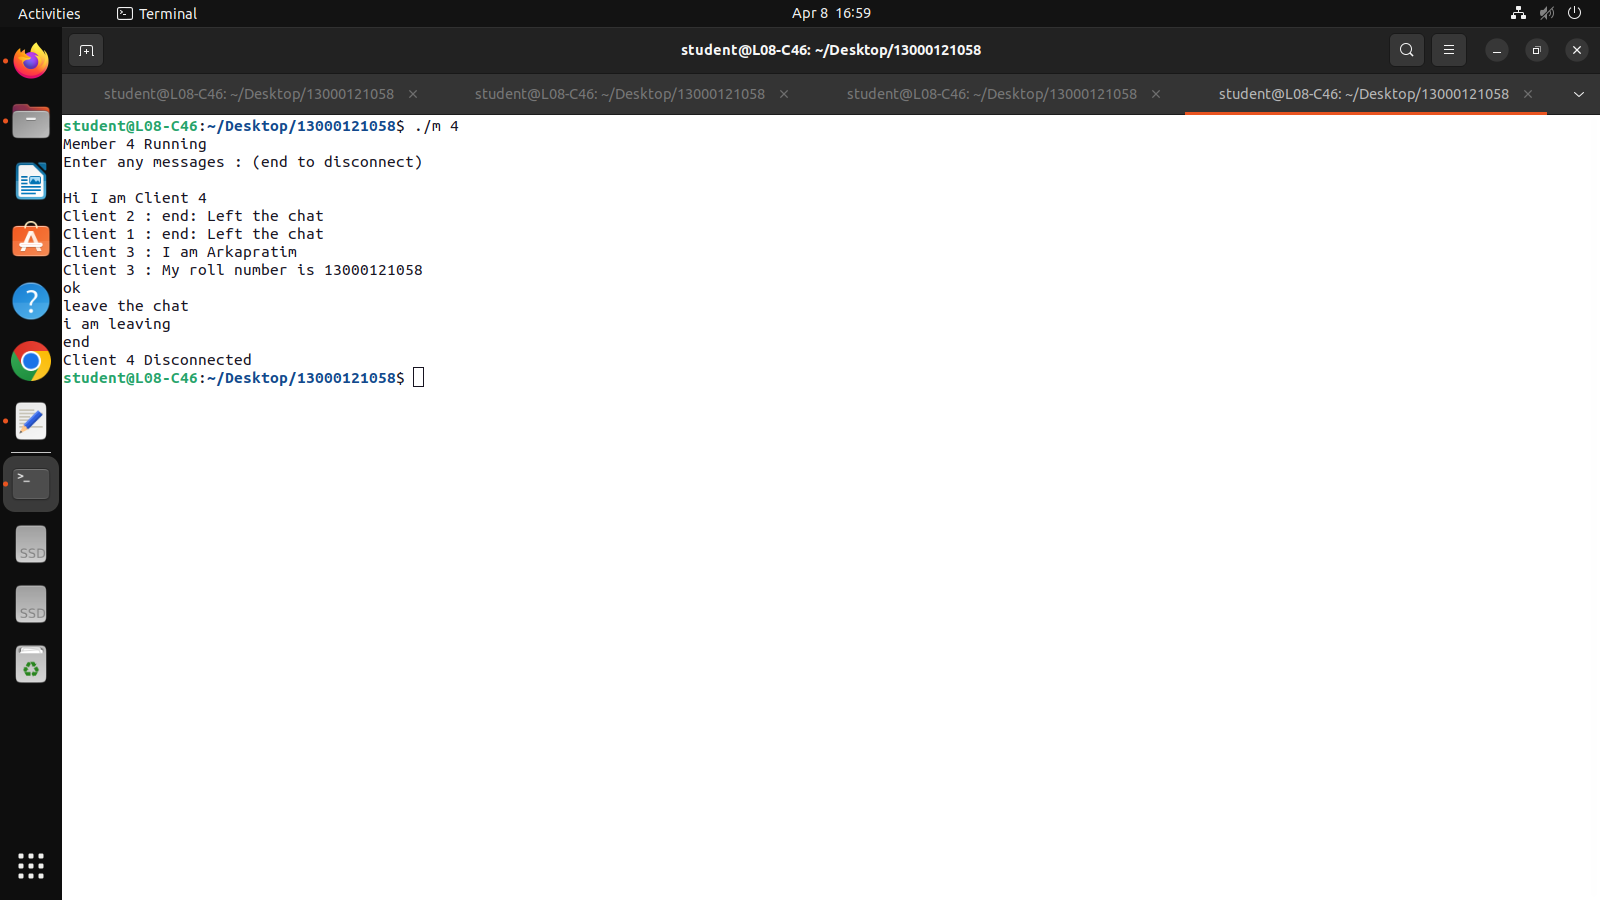 Activities Terminal Apr 8 16:59
student@L08-C46: ~/Desktop/13000121058
student@L08-C46: ~/Desktop/13000121058 student@L08-C46: ~/Desktop/13000121058 student@L08-C46: ~/Desktop/13000121058 student@L08-C46: ~/Desktop/13000121058
student@L08-C46:~/Desktop/13000121058$ ./m 4
Member 4 Running
Enter any messages : (end to disconnect)
Hi I am Client 4
Client 2 : end: Left the chat
Client 1 : end: Left the chat
Client 3 : I am Arkapratim
Client 3 : My roll number is 13000121058
ok
leave the chat
i am leaving
end
Client 4 Disconnected
student@L08-C46:~/Desktop/13000121058$
SSD
SSD